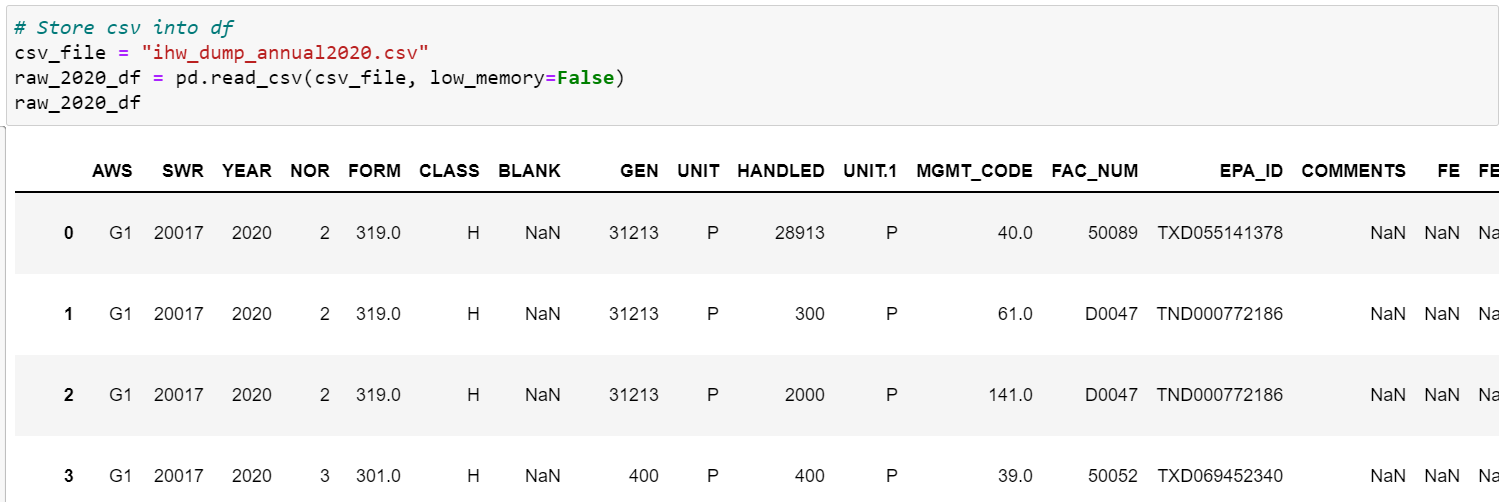 # Store csv into df
csv_file = "ihw_dump_annual2020.csv"
raw_2020_df = pd.read_csv(csv_file, low_memory=False)
raw_2020_df
AWS SWR YEAR NOR FORM CLASS BLANK GEN UNIT HANDLED UNIT.1 MGMT_CODE FAC_NUM EPA_ID COMMENTS FE FE
0 G1 20017 2020 2 319.0 H NaN 31213 P 28913 P 40.0 50089 TXD055141378 NaN NaN Na
1 G1 20017 2020 2 319.0 H NaN 31213 P 300 P 61.0 D0047 TND000772186 NaN NaN Na
2 G1 20017 2020 2 319.0 H NaN 31213 P 2000 P 141.0 D0047 TND000772186 NaN NaN Na
3 G1 20017 2020 3 301.0 H NaN 400 P 400 P 39.0 50052 TXD069452340 NaN NaN Na